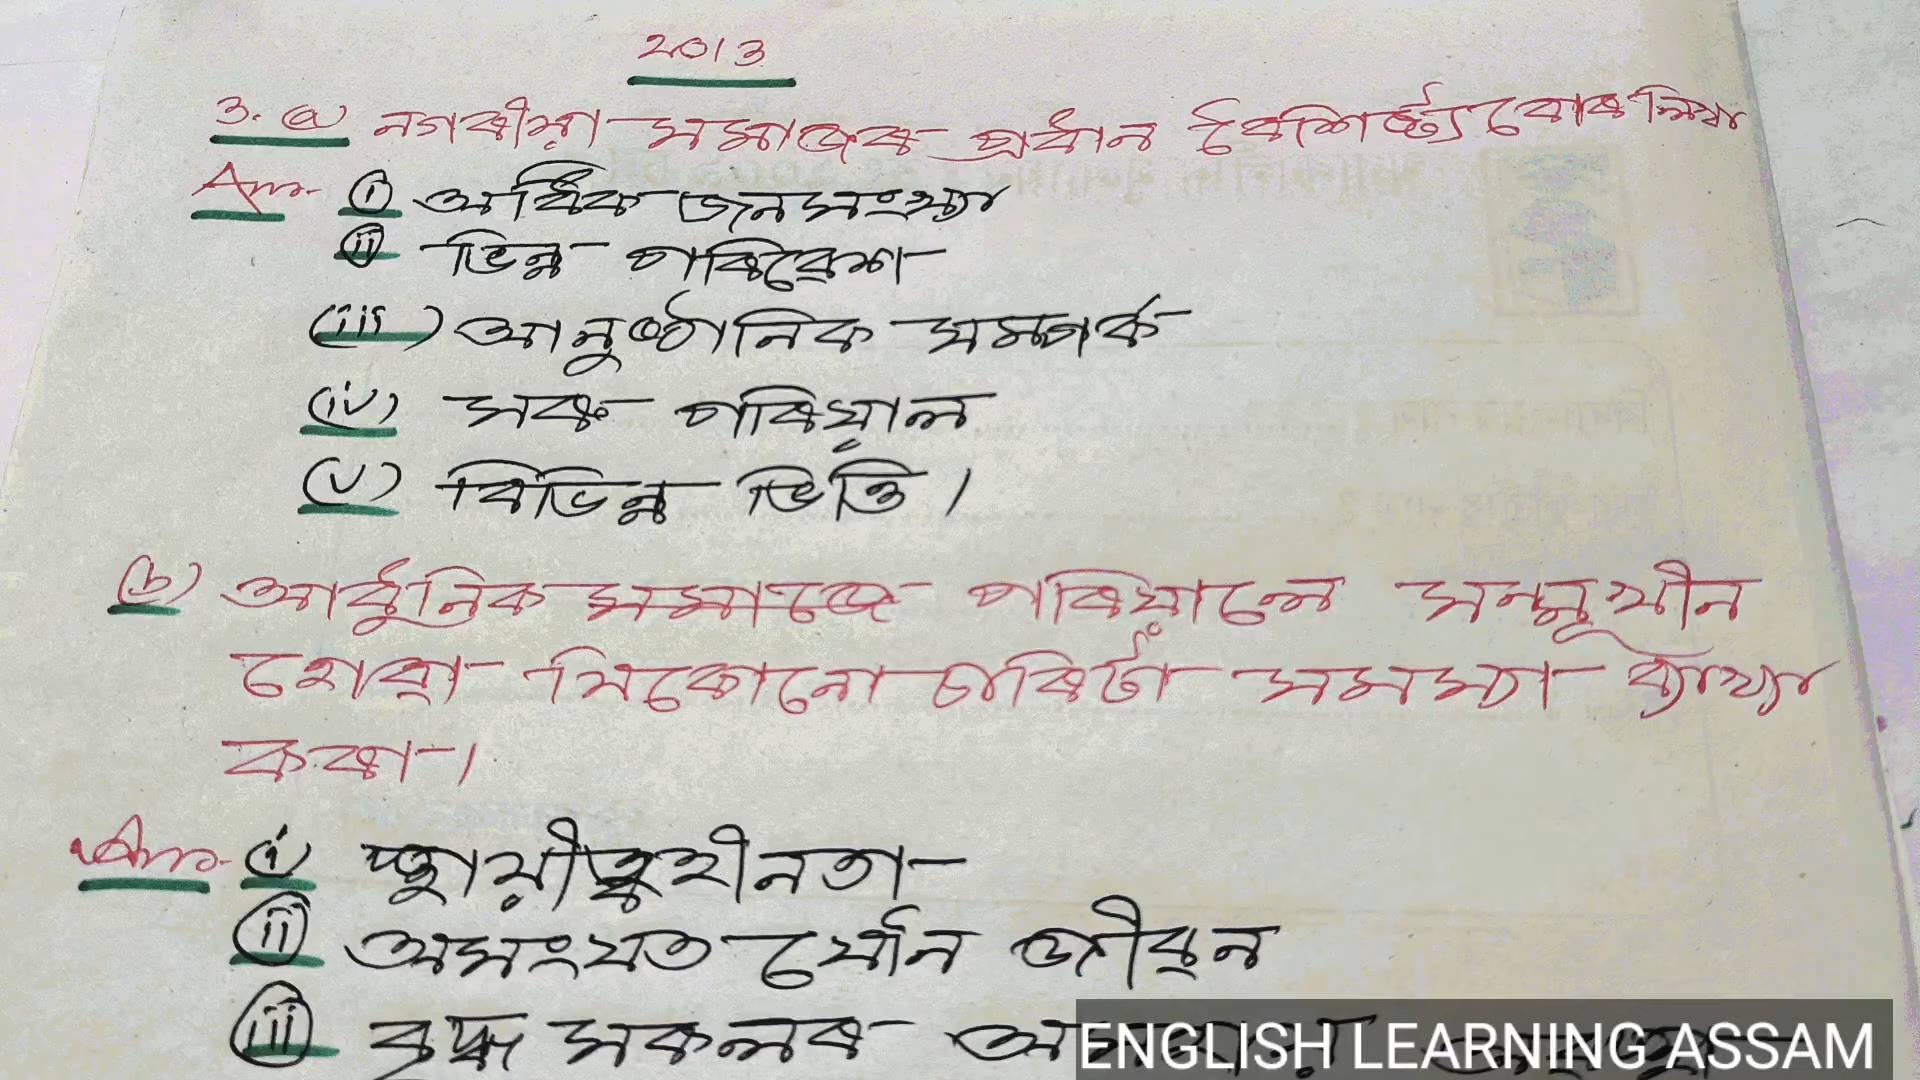 2013
3. (a) নগৰীয়া সমাজৰ প্ৰধান বৈশিষ্ট্যবোৰ লিখা
Ans. (i) অধিক জনসংখ্যা
(ii) ভিন্ন পৰিবেশ
(iii) আনুষ্ঠানিক সম্পৰ্ক
(iv) সৰু পৰিয়াল
(v) বিভিন্ন ভিত্তি।
(b) আধুনিক সমাজে পৰিয়ালে সন্মূখীন
হোৱা যিকোনো চাৰিটা সমস্যা ব্যাখ্যা
কৰা।
Ans. (i) স্থায়ীত্বহীনতা
(ii) অসংযত যৌন জীৱন
(iii) বৃদ্ধ সকলৰ
ENGLISH LEARNING ASSAM